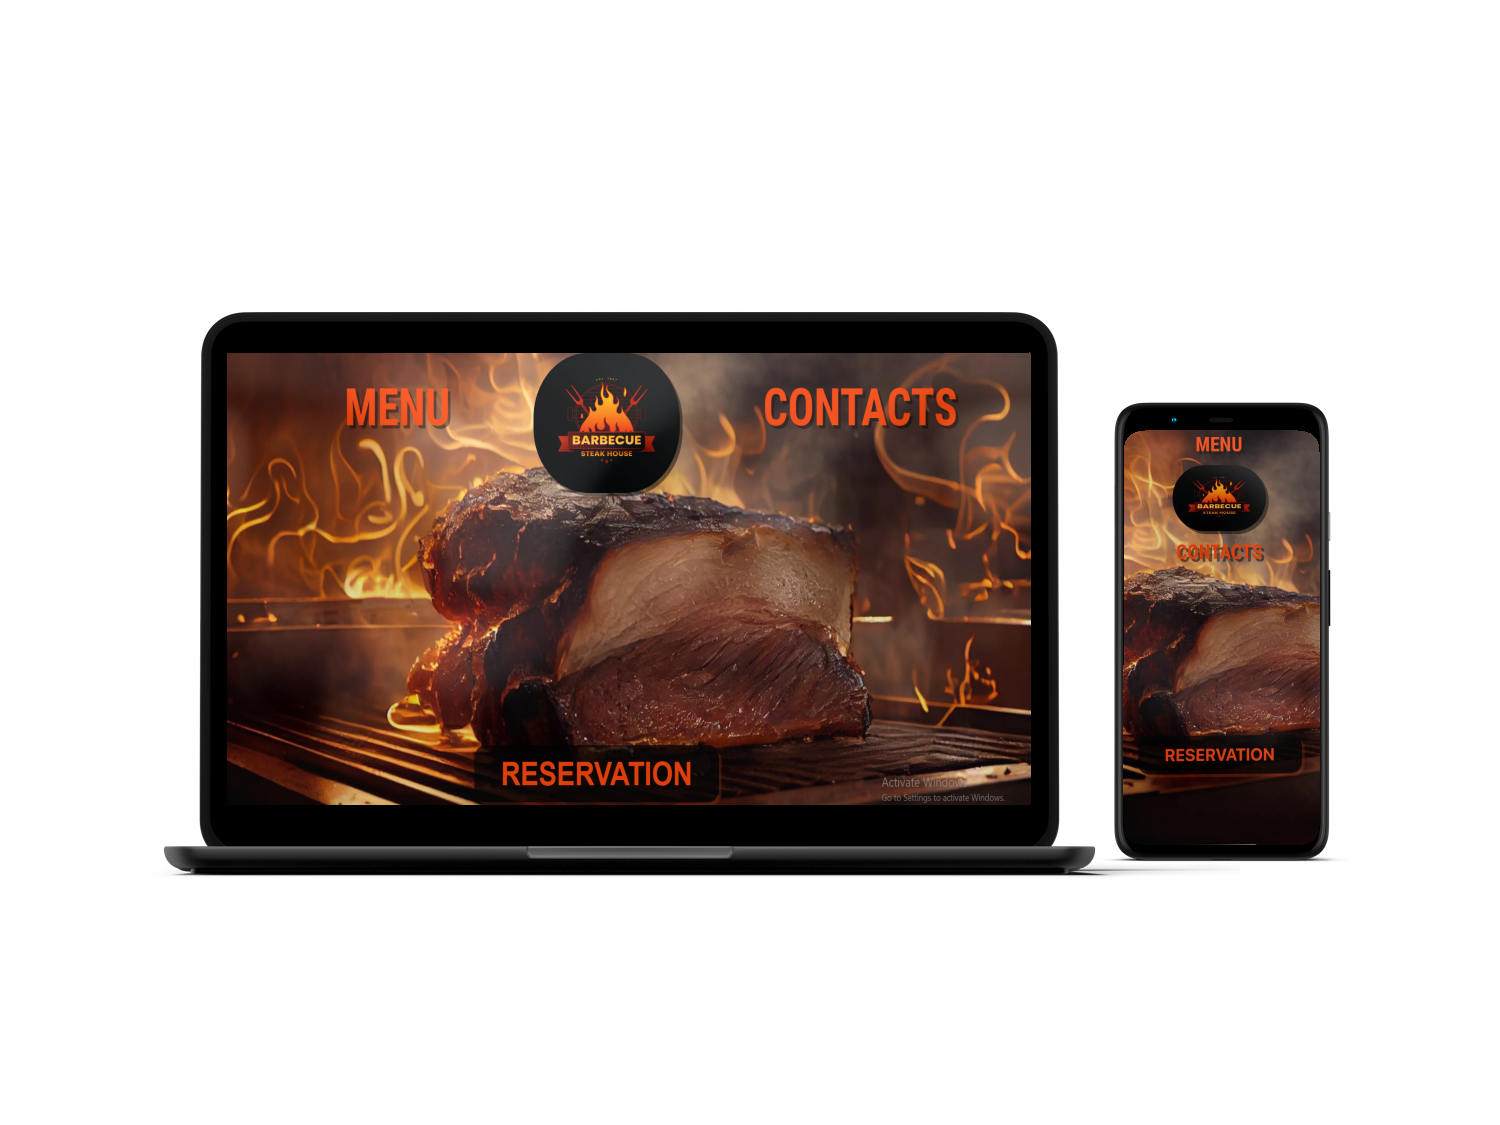 MENU
BARBECUE
STEAK HOUSE
CONTACTS
RESERVATION
Activate Windows
Go to Settings to activate Windows.
MENU
BARBECUE
STEAK HOUSE
CONTACTS
RESERVATION